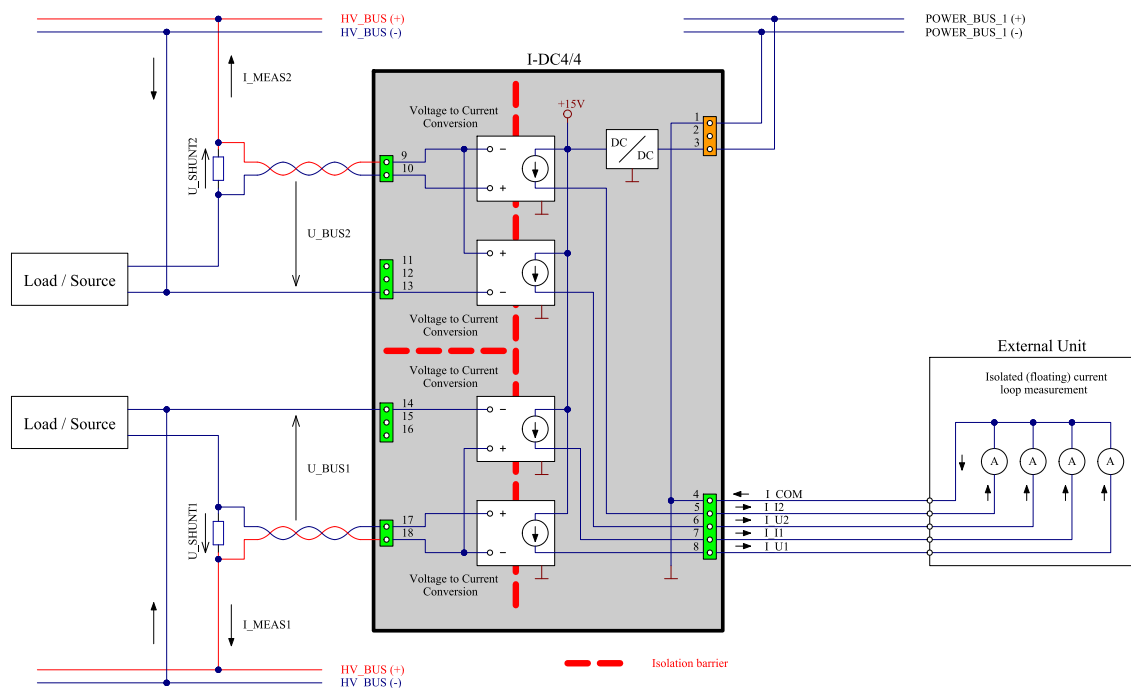 HV_BUS (+)
HV_BUS (-)
POWER_BUS_1 (+)
POWER_BUS_1 (-)
I-DC4/4
I_MEAS2
Voltage to Current
Conversion
+15V
DC
DC
1
2
3
U_SHUNT2
9
10
U_BUS2
Load / Source
11
12
13
Voltage to Current
Conversion
External Unit
Isolated (floating) current
loop measurement
Voltage to Current
Conversion
Load / Source
14
15
16
U_BUS1
A
A
A
A
4
I_COM
5
I_I2
6
I_U2
7
I_I1
8
I_U1
U_SHUNT1
17
18
Voltage to Current
Conversion
I_MEAS1
HV_BUS (+)
HV_BUS (-)
Isolation barrier